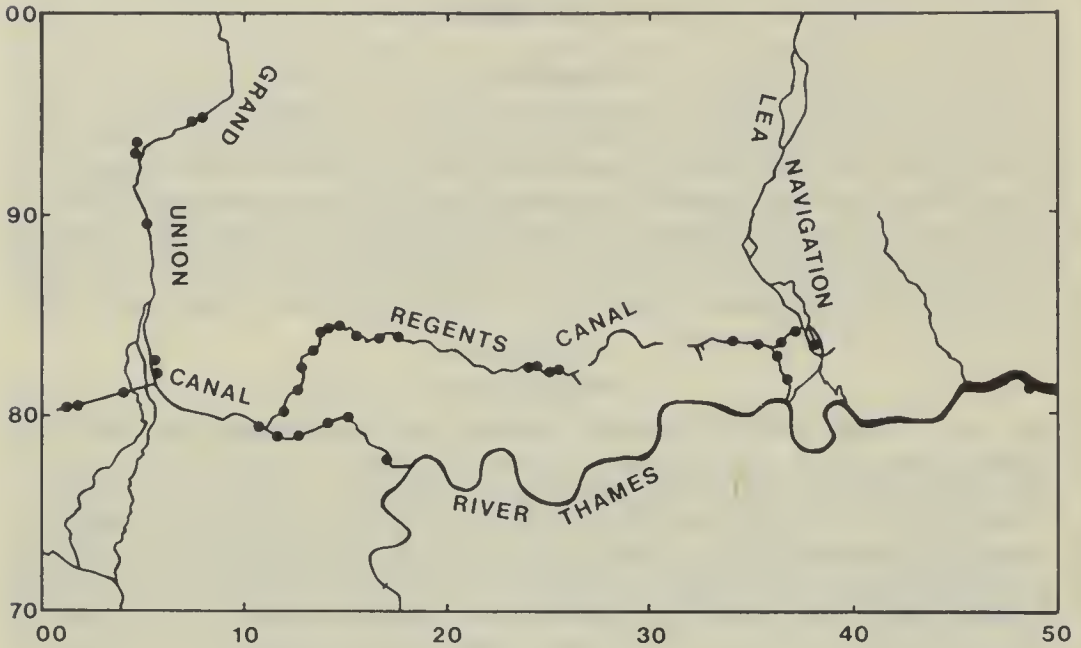 00
GRAND
LEA
90
UNION
NAVIGATION
REGENTS CANAL
CANAL
80
RIVER THAMES
70
00 10 20 30 40 50